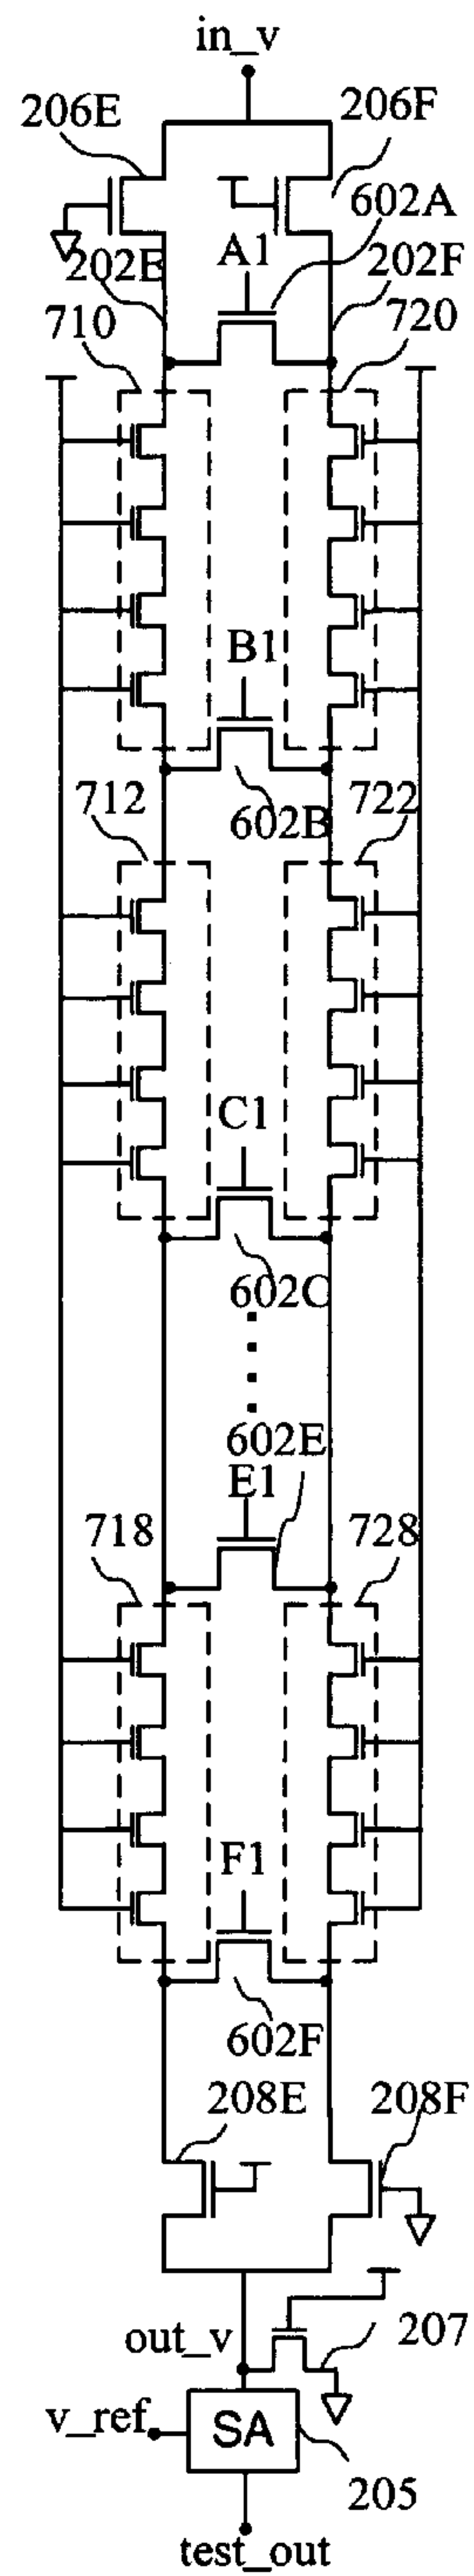 in_v
206E
206F
602A
A1
202E
202F
710
720
B1
602B
712
722
C1
602C
602E
E1
718
728
F1
602F
208E
208F
out_v
207
v_ref
SA
205
test_out